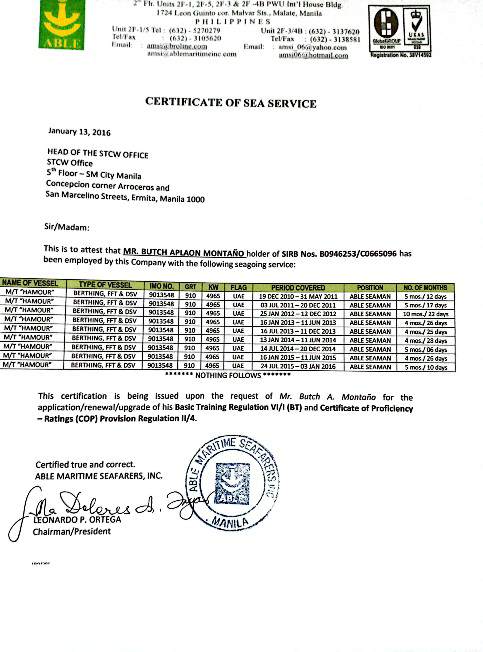 2nd Flr. Units 2F-1, 2F-5, 2F-3 & 2F-4B PWU Int'l House Bldg.
1724 Leon Guinto cor. Malvar Sts., Malate, Manila
PHILIPPINES
Unit 2F-1/5 Tel : (632) - 5270279 Unit 2F-3/4B : (632) - 3137620
Tel/Fax : (632) - 3105620 Tel/Fax : (632) - 3138581
Email: : amsi@broline.com Email: : amsi_06@yahoo.com
amsi@ablemaritimeinc.com amsi06@hotmail.com
ABLE
GlobalGROUP
ISO 9001
UKAS
Registration No.
CERTIFICATE OF SEA SERVICE
January 13, 2016
HEAD OF THE STCW OFFICE
STCW Office
5th Floor – SM City Manila
Concepcion corner Arroceros and
San Marcelino Streets, Ermita, Manila 1000
Sir/Madam:
This is to attest that MR. BUTCH APLAON MONTAÑO holder of SIRB Nos. B0946253/C0665096 has
been employed by this Company with the following seagoing service:
NAME OF VESSEL TYPE OF VESSEL IMO NO. GRT KW FLAG PERIOD COVERED POSITION NO. OF MONTHS
M/T "HAMOUR" BERTHING, FFT & DSV 9013548 910 4965 UAE 19 DEC 2010 – 31 MAY 2011 ABLE SEAMAN 5 mos./ 12 days
M/T "HAMOUR" BERTHING, FFT & DSV 9013548 910 4965 UAE 03 JUL 2011 – 20 DEC 2011 ABLE SEAMAN 5 mos./ 17 days
M/T "HAMOUR" BERTHING, FFT & DSV 9013548 910 4965 UAE 25 JAN 2012 – 12 DEC 2012 ABLE SEAMAN 10 mos./ 22 days
M/T "HAMOUR" BERTHING, FFT & DSV 9013548 910 4965 UAE 16 JAN 2013 – 11 JUN 2013 ABLE SEAMAN 4 mos./ 26 days
M/T "HAMOUR" BERTHING, FFT & DSV 9013548 910 4965 UAE 16 JUL 2013 – 11 DEC 2013 ABLE SEAMAN 4 mos./ 25 days
M/T "HAMOUR" BERTHING, FFT & DSV 9013548 910 4965 UAE 13 JAN 2014 – 11 JUN 2014 ABLE SEAMAN 4 mos./ 28 days
M/T "HAMOUR" BERTHING, FFT & DSV 9013548 910 4965 UAE 14 JUL 2014 – 20 DEC 2014 ABLE SEAMAN 5 mos./ 06 days
M/T "HAMOUR" BERTHING, FFT & DSV 9013548 910 4965 UAE 16 JAN 2015 – 11 JUN 2015 ABLE SEAMAN 4 mos./ 26 days
M/T "HAMOUR" BERTHING, FFT & DSV 9013548 910 4965 UAE 24 JUL 2015 – 03 JAN 2016 ABLE SEAMAN 5 mos./ 10 days
******* NOTHING FOLLOWS *******
This certification is being issued upon the request of Mr. Butch A. Montaño for the
application/renewal/upgrade of his Basic Training Regulation VI/I (BT) and Certificate of Proficiency
– Ratings (COP) Provision Regulation II/4.
Certified true and correct.
ABLE MARITIME SEAFARERS, INC.
LEONARDO P. ORTEGA
Chairman/President
ABLE MARITIME SEAFARERS INC
MANILA